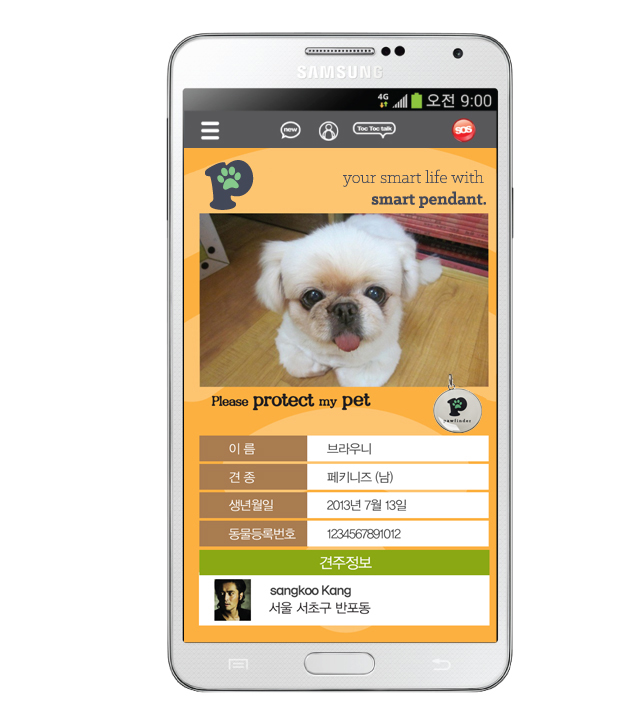 SAMSUNG
4G 오전 9:00
new Toc Toc talk SOS
your smart life with
smart pendant.
Please protect my pet
pawfinder
이 름 브라우니
견 종 페키니즈 (남)
생년월일 2013년 7월 13일
동물등록번호 1234567891012
견주정보
sangkoo Kang
서울 서초구 반포동